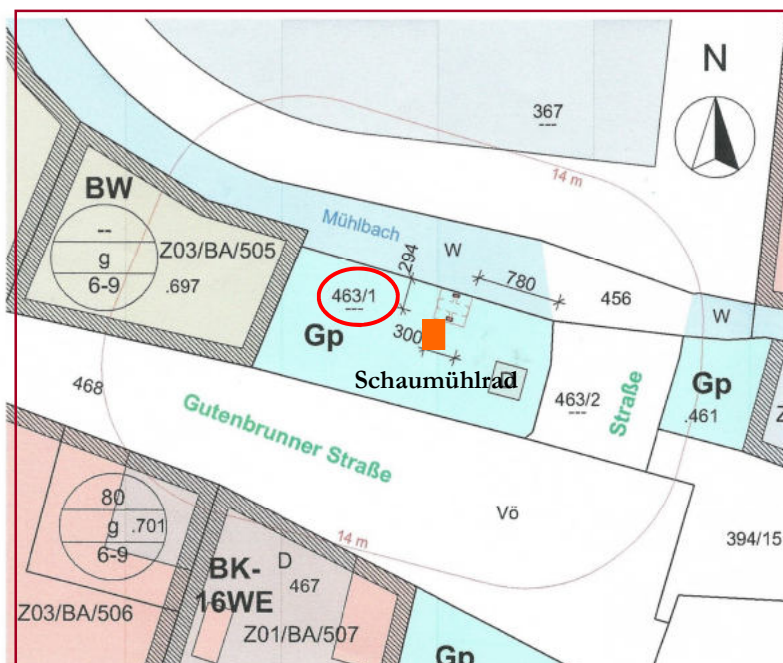 N
367
---
14 m
BW
--
g
6-9
Z03/BA/505
.697
Mühlbach
W
294
780
456
W
463/1
---
300
Gp
Schaumühlrad
D
463/2
---
Straße
Gp
.461
Z
468
Gutenbrunner Straße
Vö
80
g
6-9
.701
14 m
394/15
BK-
16WE
D
467
Z03/BA/506
Z01/BA/507
Gp